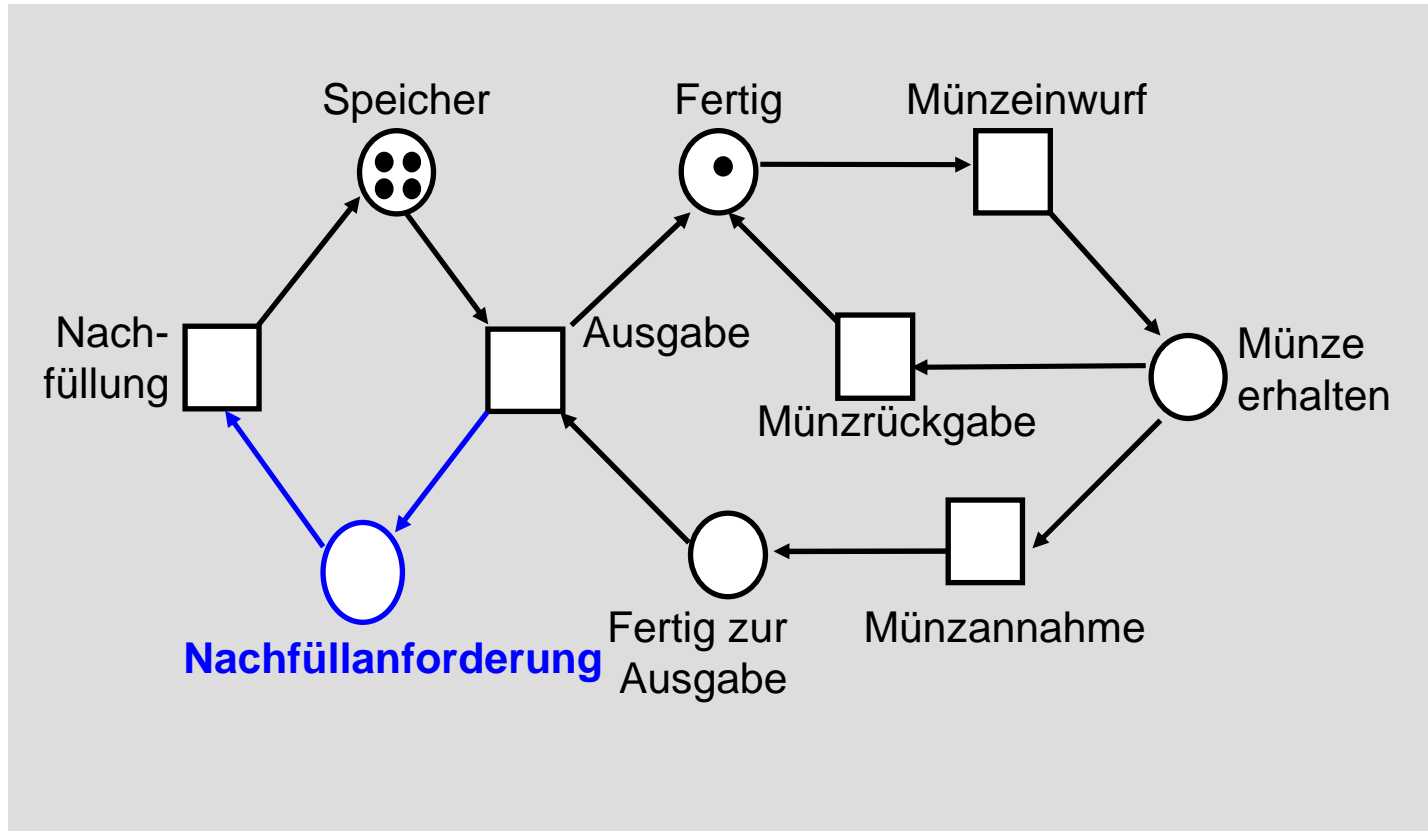 Speicher
Fertig
Münzeinwurf
Nach-
füllung
Ausgabe
Münze
erhalten
Münzrückgabe
Nachfüllanforderung
Fertig zur
Ausgabe
Münzannahme